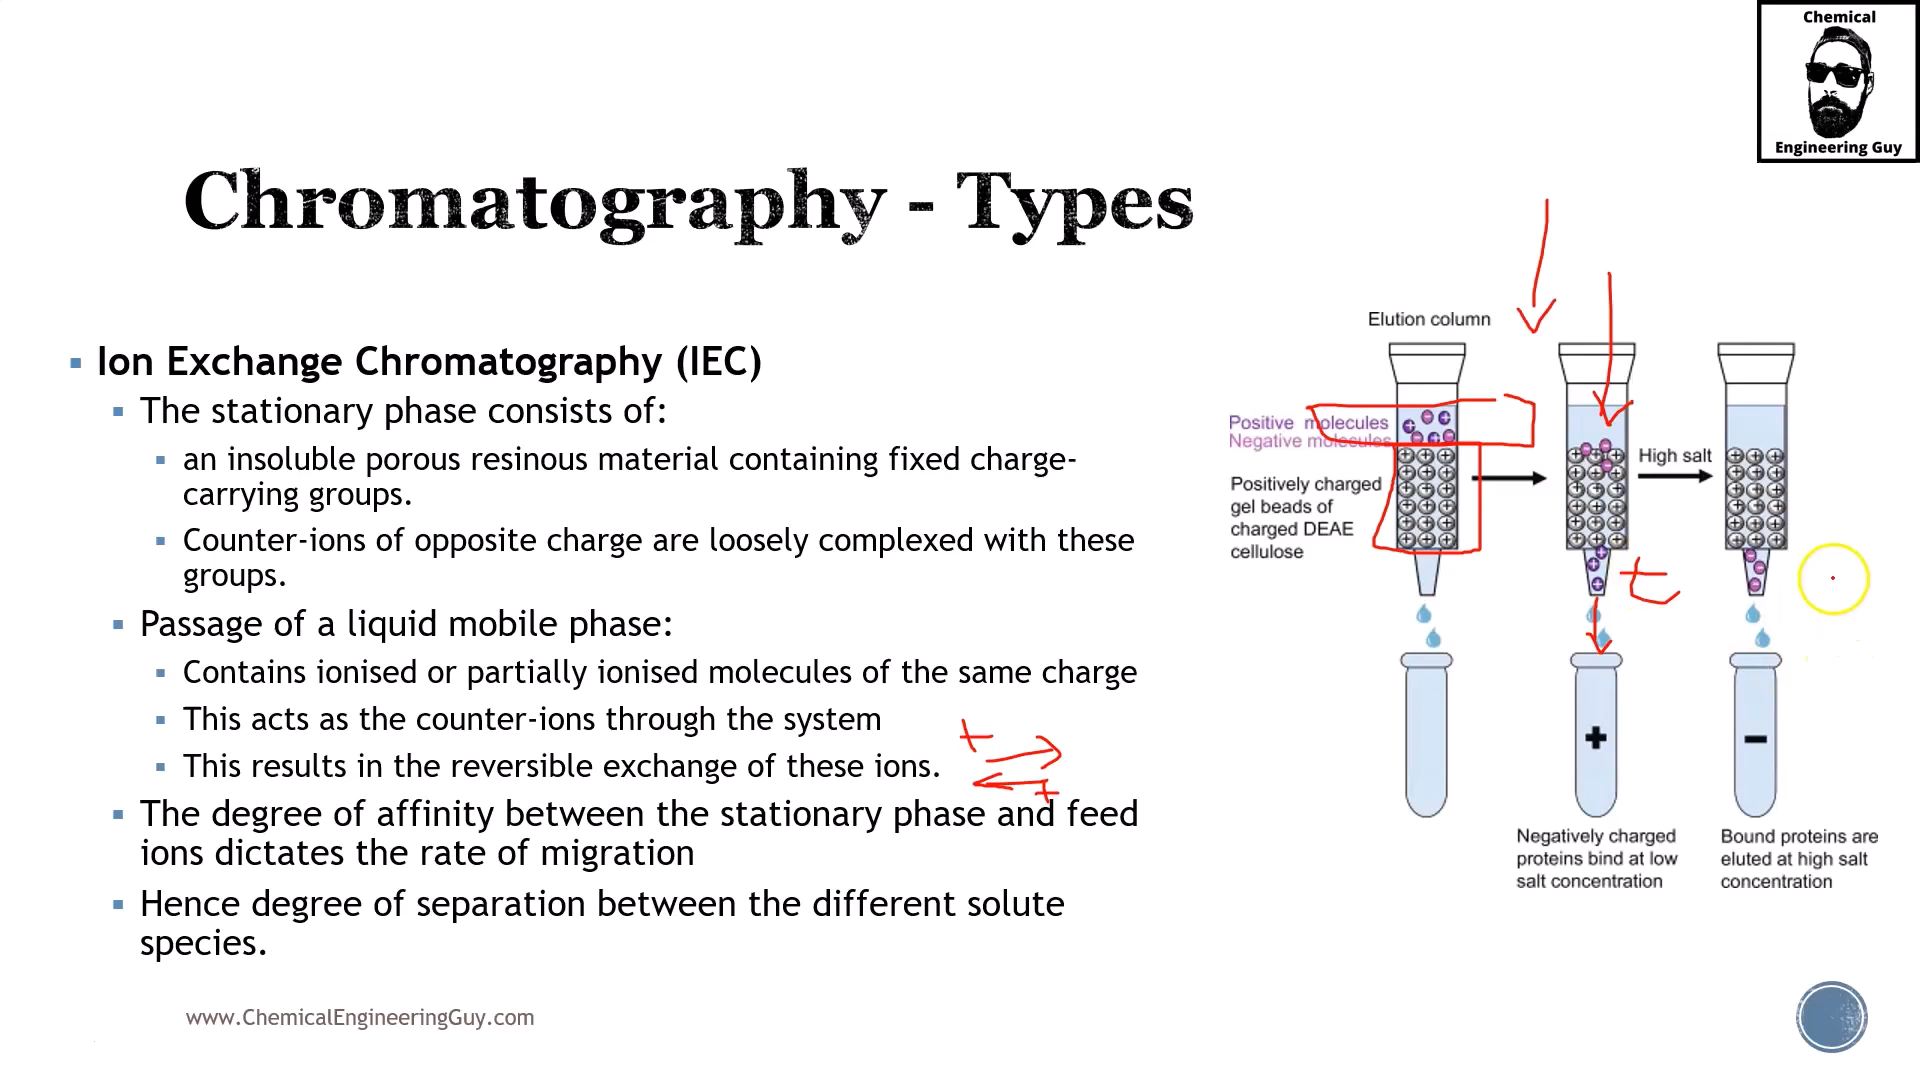 Chemical
Engineering Guy
Chromatography - Types
Ion Exchange Chromatography (IEC)
The stationary phase consists of:
an insoluble porous resinous material containing fixed charge-
carrying groups.
Counter-ions of opposite charge are loosely complexed with these
groups.
Passage of a liquid mobile phase:
Contains ionised or partially ionised molecules of the same charge
This acts as the counter-ions through the system
This results in the reversible exchange of these ions.
The degree of affinity between the stationary phase and feed
ions dictates the rate of migration
Hence degree of separation between the different solute
species.
www.ChemicalEngineeringGuy.com
Elution column
Positive molecules
Negative molecules
Positively charged
gel beads of
charged DEAE
cellulose
High salt
+
-
Negatively charged
proteins bind at low
salt concentration
Bound proteins are
eluted at high salt
concentration